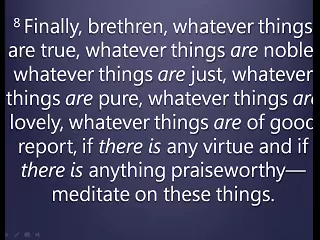 8 Finally, brethren, whatever things
are true, whatever things are noble
whatever things are just, whatever
things are pure, whatever things ar
lovely, whatever things are of good
report, if there is any virtue and if
there is anything praiseworthy—
meditate on these things.